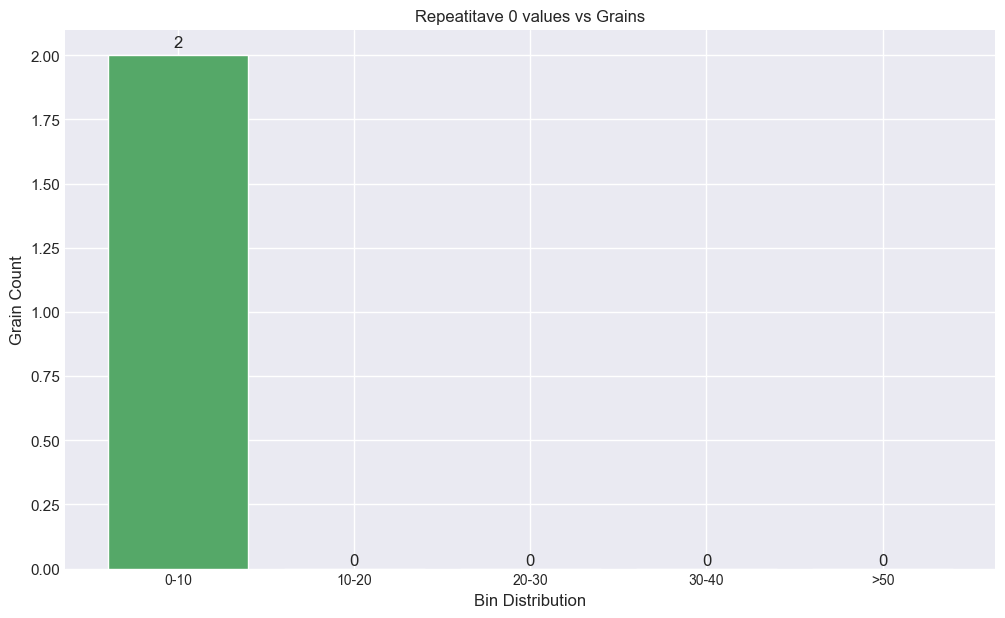 Repeatitave 0 values vs Grains
2
2.00
1.75
1.50
1.25
1.00
0.75
0.50
0.25
0.00
Grain Count
0 0 0 0
0-10 10-20 20-30 30-40 >50
Bin Distribution